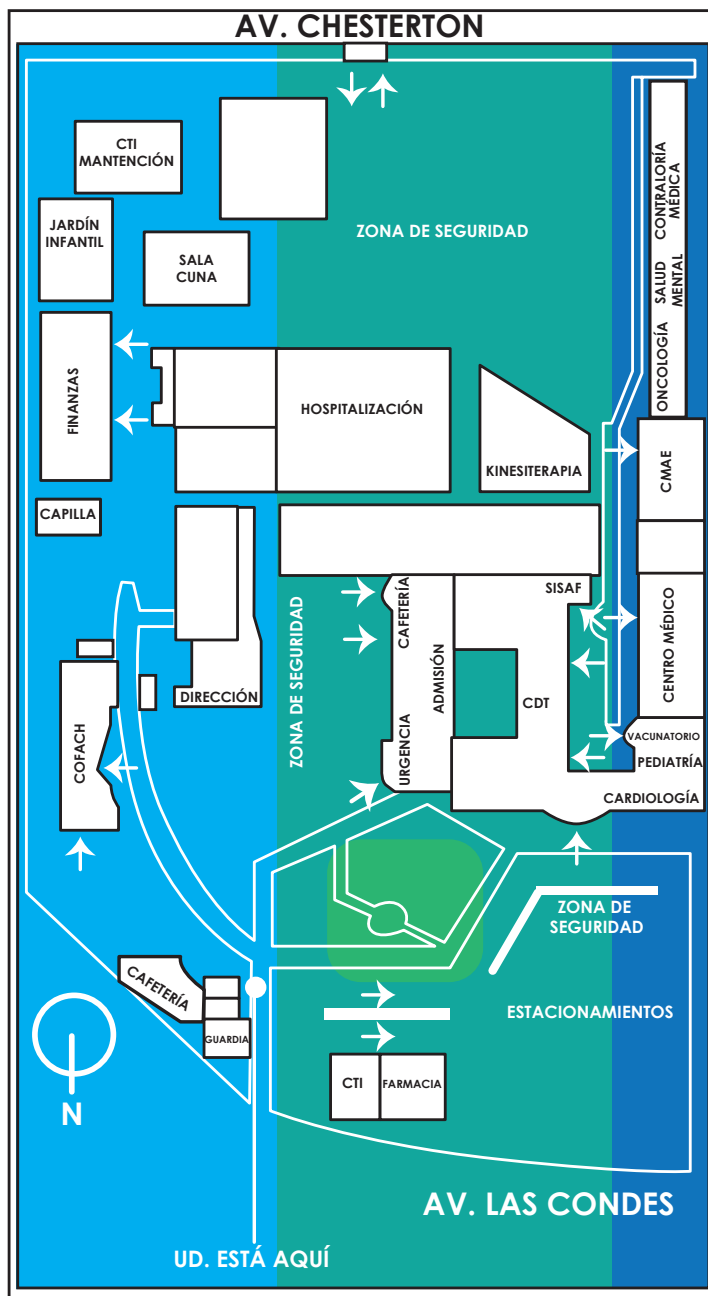 AV. CHESTERTON
CTI
MANTENCIÓN
JARDÍN
INFANTIL
SALA
CUNA
ZONA DE SEGURIDAD
CONTRALORÍA
MÉDICA
SALUD
MENTAL
ONCOLOGÍA
FINANZAS
HOSPITALIZACIÓN
KINESITERAPIA
CMAE
CAPILLA
CAFETERÍA
SISAF
ZONA DE SEGURIDAD
ADMISIÓN
CENTRO MÉDICO
DIRECCIÓN
CDT
URGENCIA
VACUNATORIO
PEDIATRÍA
COFACH
CARDIOLOGÍA
ZONA DE
SEGURIDAD
CAFETERÍA
ESTACIONAMIENTOS
GUARDIA
CTI
FARMACIA
N
AV. LAS CONDES
UD. ESTÁ AQUÍ